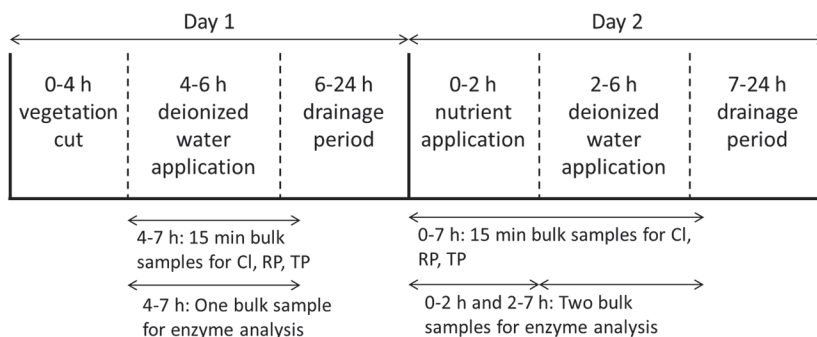 Day 1
Day 2
0-4 h
vegetation
cut
4-6 h
deionized
water
application
6-24 h
drainage
period
0-2 h
nutrient
application
2-6 h
deionized
water
application
7-24 h
drainage
period
4-7 h: 15 min bulk
samples for Cl, RP, TP
4-7 h: One bulk sample
for enzyme analysis
0-7 h: 15 min bulk samples for Cl,
RP, TP
0-2 h and 2-7 h: Two bulk
samples for enzyme analysis